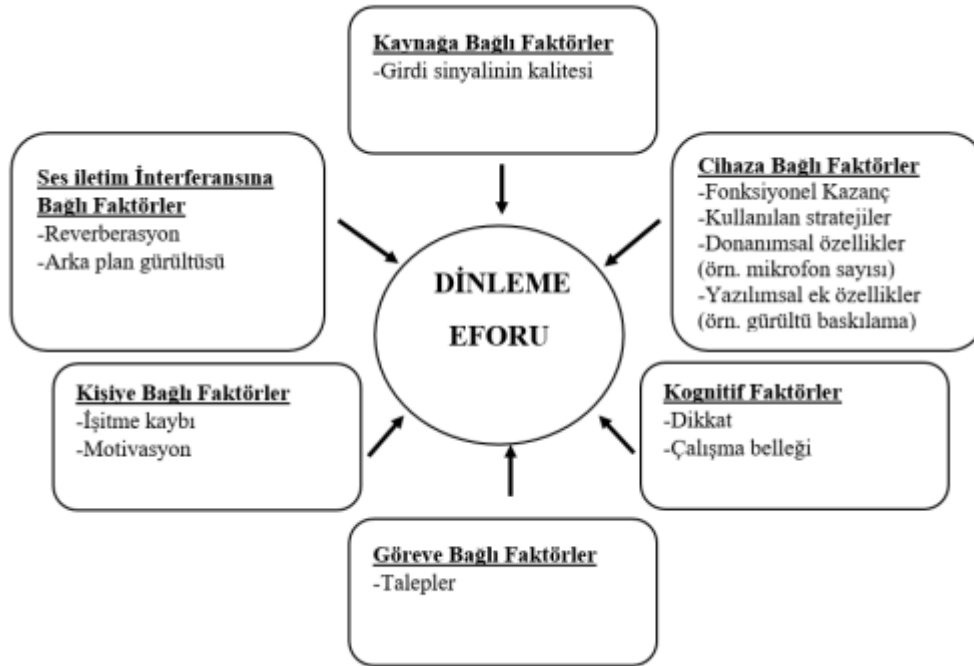 Kaynağa Bağlı Faktörler
-Girdi sinyalinin kalitesi
Ses iletim İnterferansına
Bağlı Faktörler
-Reverberasyon
-Arka plan gürültüsü
Cihaza Bağlı Faktörler
-Fonksiyonel Kazanç
-Kullanılan stratejiler
-Donanımsal özellikler
(örn. mikrofon sayısı)
-Yazılımsal ek özellikler
(örn. gürültü baskılama)
DİNLEME
EFORU
Kişiye Bağlı Faktörler
-İşitme kaybı
-Motivasyon
Kognitif Faktörler
-Dikkat
-Çalışma belleği
Göreve Bağlı Faktörler
-Talepler